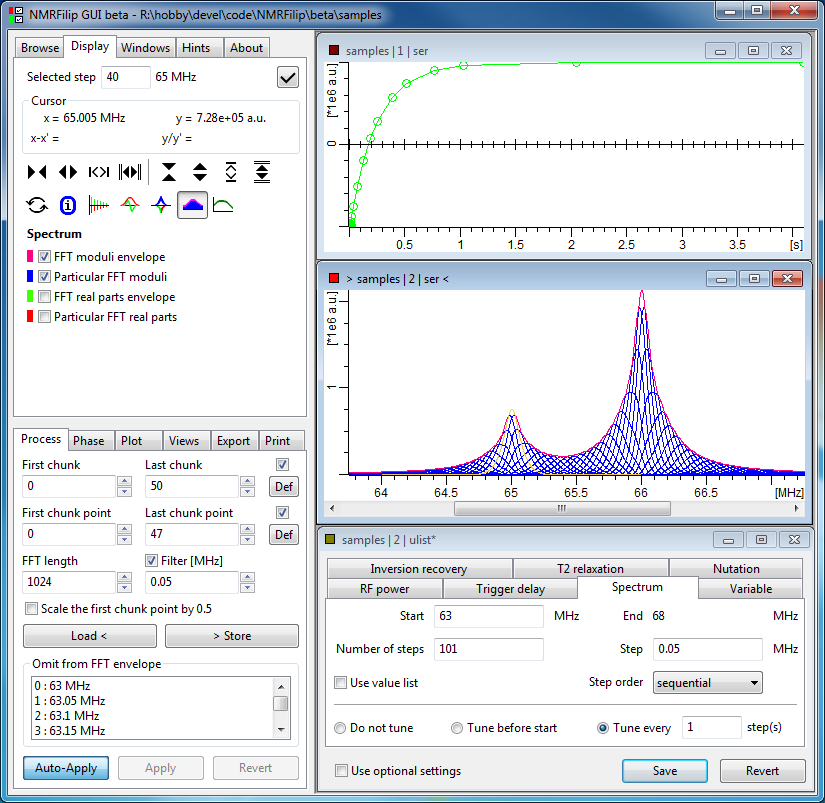 NMRFilip GUI beta - R:\hobby\devel\code\NMRFilip\beta\samples
Browse Display Windows Hints About
Selected step 40 65 MHz
Cursor
x = 65.005 MHz y = 7.28e+05 a.u.
x-x' = y/y' =
Spectrum
FFT moduli envelope
Particular FFT moduli
FFT real parts envelope
Particular FFT real parts
Process Phase Plot Views Export Print
First chunk Last chunk
0 50 Def
First chunk point Last chunk point
0 47 Def
FFT length Filter [MHz]
1024 0.05
Scale the first chunk point by 0.5
Load < > Store
Omit from FFT envelope
0 : 63 MHz
1 : 63.05 MHz
2 : 63.1 MHz
3 : 63.15 MHz
Auto-Apply Apply Revert
samples | 1 | ser
[*1e6 a.u.]
0
0.5 1 1.5 2 2.5 3 3.5 [s]
> samples | 2 | ser <
[*1e6 a.u.]
1
64 64.5 65 65.5 66 66.5 [MHz]
samples | 2 | ulist*
Inversion recovery T2 relaxation Nutation
RF power Trigger delay Spectrum Variable
Start 63 MHz End 68 MHz
Number of steps 101 Step 0.05 MHz
Use value list Step order sequential
Do not tune Tune before start Tune every 1 step(s)
Use optional settings Save Revert